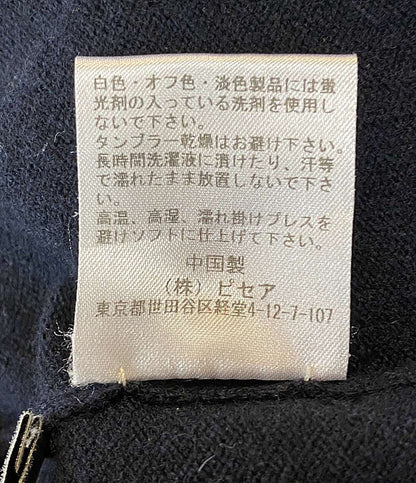 白色・オフ色・淡色製品には蛍
光剤の入っている洗剤を使用し
ないで下さい。
タンブラー乾燥はお避け下さい。
長時間洗濯液に漬けたり、汗等
で濡れたまま放置しないで下さ
い。
高温、高湿、濡れ掛けプレスを
避けソフトに仕上げて下さい。
中国製
(株) ピセア
東京都世田谷区経堂4-12-7-107